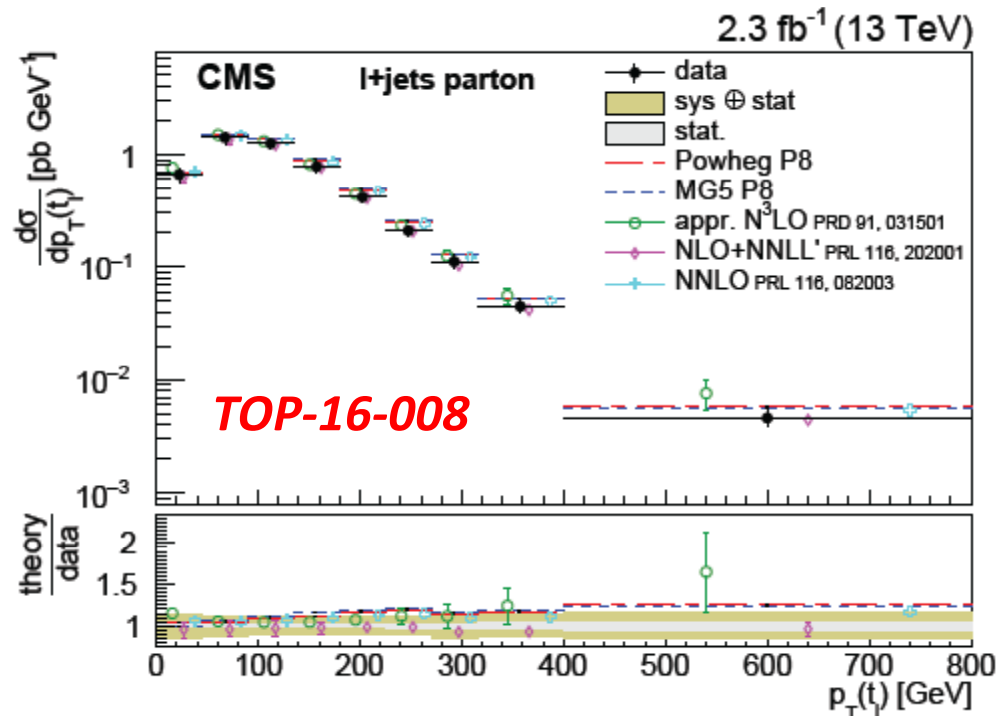 2.3 fb⁻¹ (13 TeV)
CMS
l+jets parton
data
sys ⊕ stat
stat.
Powheg P8
MG5 P8
appr. N³LO PRD 91, 031501
NLO+NNLL' PRL 116, 202001
NNLO PRL 116, 082003
dσ/dp_T(t_l) [pb GeV⁻¹]
1
10⁻¹
10⁻²
10⁻³
TOP-16-008
theory/data
2
1.5
1
0 100 200 300 400 500 600 700 800
p_T(t_l) [GeV]